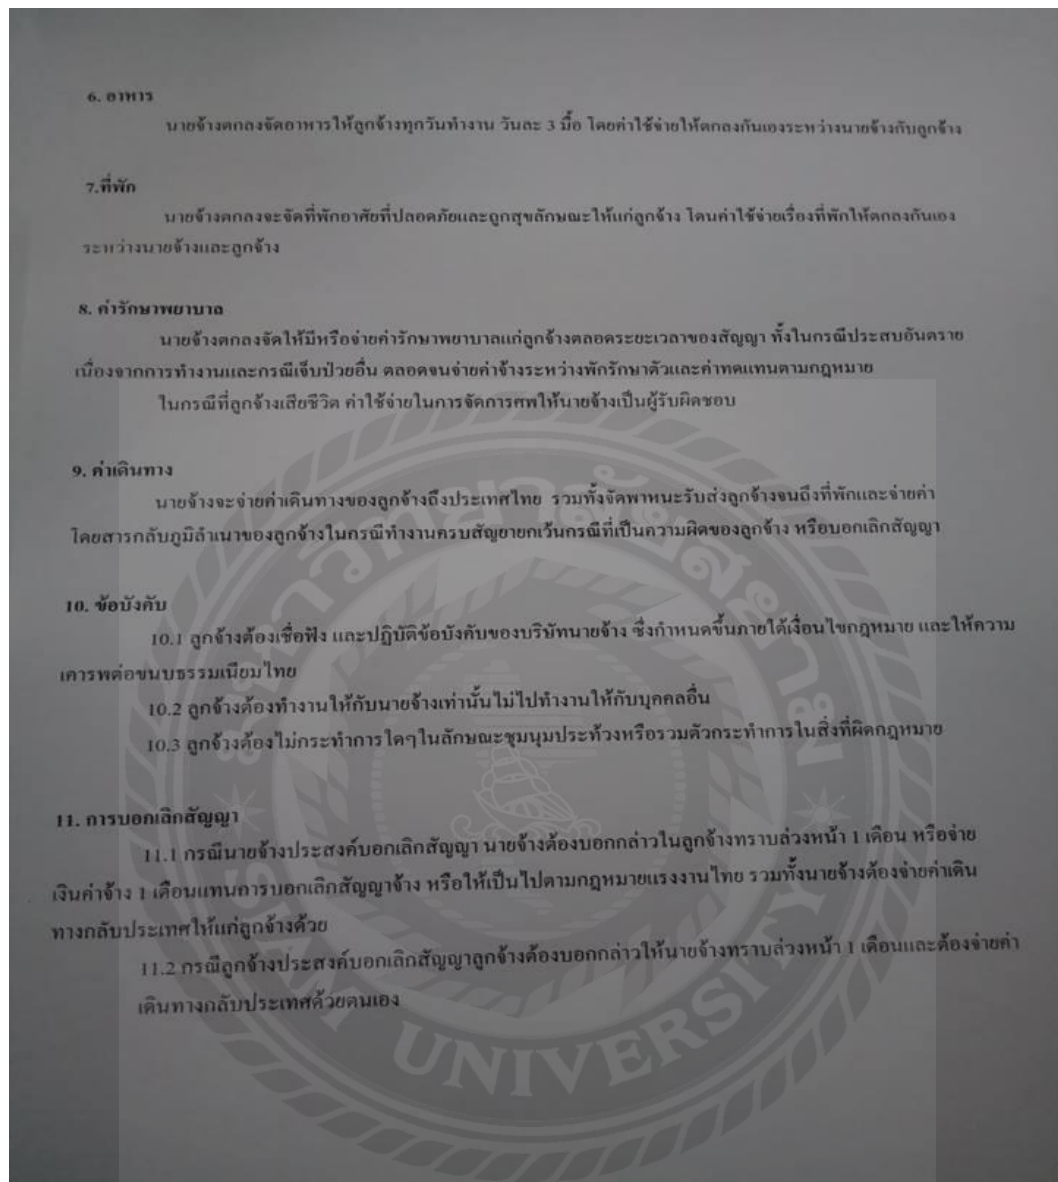 6. อาหาร
นายจ้างตกลงจัดอาหารให้ลูกจ้างทุกวันทำงาน วันละ 3 มื้อ โดยค่าใช้จ่ายให้ตกลงกันเองระหว่างนายจ้างกับลูกจ้าง
7.ที่พัก
นายจ้างตกลงจะจัดที่พักอาศัยที่ปลอดภัยและถูกสุขลักษณะให้แก่ลูกจ้าง โดนค่าใช้จ่ายเรื่องที่พักให้ตกลงกันเอง
ระหว่างนายจ้างและลูกจ้าง
8. ค่ารักษาพยาบาล
นายจ้างตกลงจัดให้มีหรือจ่ายค่ารักษาพยาบาลแก่ลูกจ้างตลอดระยะเวลาของสัญญา ทั้งในกรณีประสบอันตราย
เนื่องจากการทำงานและกรณีเจ็บป่วยอื่น ตลอดจนจ่ายค่าจ้างระหว่างพักรักษาตัวและค่าทดแทนตามกฎหมาย
ในกรณีที่ลูกจ้างเสียชีวิต ค่าใช้จ่ายในการจัดการศพให้นายจ้างเป็นผู้รับผิดชอบ
9. ค่าเดินทาง
นายจ้างจะจ่ายค่าเดินทางของลูกจ้างถึงประเทศไทย รวมทั้งจัดพาหนะรับส่งลูกจ้างจนถึงที่พักและจ่ายค่า
โดยสารกลับภูมิลำเนาของลูกจ้างในกรณีทำงานครบสัญยายกเว้นกรณีที่เป็นความผิดของลูกจ้าง หรือบอกเลิกสัญญา
10. ข้อบังคับ
10.1 ลูกจ้างต้องเชื่อฟัง และปฏิบัติข้อบังคับของบริษัทนายจ้าง ซึ่งกำหนดขึ้นภายใต้เงื่อนไขกฎหมาย และให้ความ
เคารพต่อขนบธรรมเนียมไทย
10.2 ลูกจ้างต้องทำงานให้กับนายจ้างเท่านั้นไม่ไปทำงานให้กับบุคคลอื่น
10.3 ลูกจ้างต้องไม่กระทำการใดๆในลักษณะชุมนุมประท้วงหรือรวมตัวกระทำการในสิ่งที่ผิดกฎหมาย
11. การบอกเลิกสัญญา
11.1 กรณีนายจ้างประสงค์บอกเลิกสัญญา นายจ้างต้องบอกกล่าวในลูกจ้างทราบล่วงหน้า 1 เดือน หรือจ่าย
เงินค่าจ้าง 1 เดือนแทนการบอกเลิกสัญญาจ้าง หรือให้เป็นไปตามกฎหมายแรงงานไทย รวมทั้งนายจ้างต้องจ่ายค่าเดิน
ทางกลับประเทศให้แก่ลูกจ้างด้วย
11.2 กรณีลูกจ้างประสงค์บอกเลิกสัญญาลูกจ้างต้องบอกกล่าวให้นายจ้างทราบล่วงหน้า 1 เดือนและต้องจ่ายค่า
เดินทางกลับประเทศด้วยตนเอง
มหาวิทยาลัยสยาม
SIAM UNIVERSITY